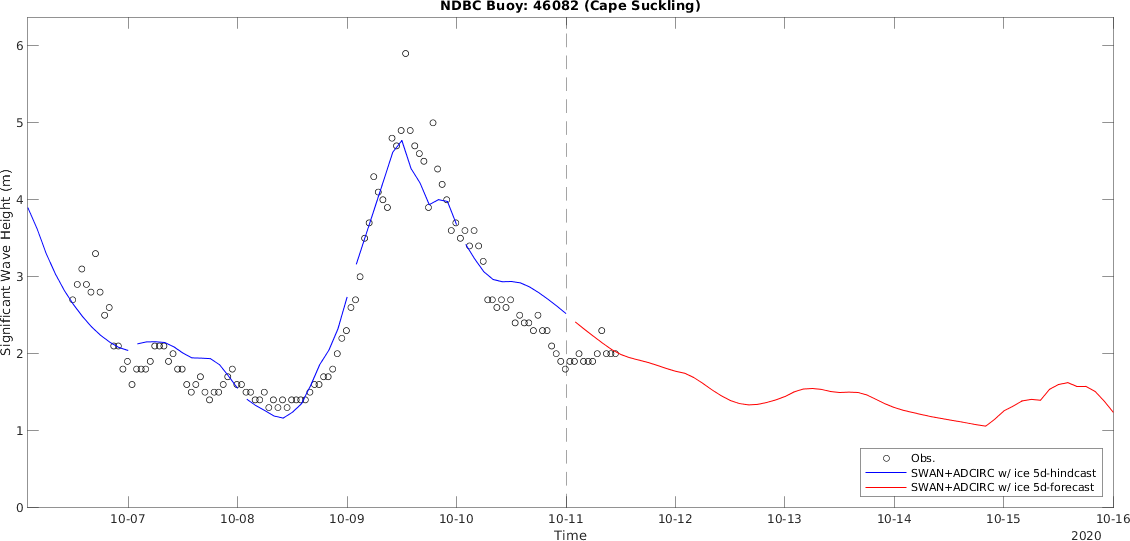 NDBC Buoy: 46082 (Cape Suckling)
Significant Wave Height (m)
6
5
4
3
2
1
0
Obs.
SWAN+ADCIRC w/ ice 5d-hindcast
SWAN+ADCIRC w/ ice 5d-forecast
10-07 10-08 10-09 10-10 10-11 10-12 10-13 10-14 10-15 10-16
Time 2020